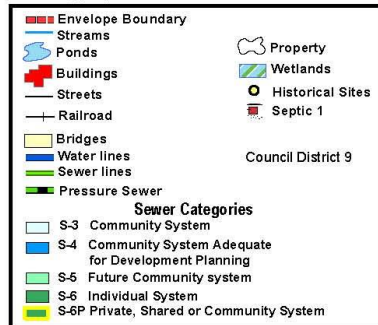 Envelope Boundary
Streams
Ponds
Buildings
Streets
Railroad
Bridges
Water lines
Sewer lines
Pressure Sewer
Property
Wetlands
Historical Sites
Septic 1
Council District 9
Sewer Categories
S-3 Community System
S-4 Community System Adequate
for Development Planning
S-5 Future Community system
S-6 Individual System
S-6P Private, Shared or Community System